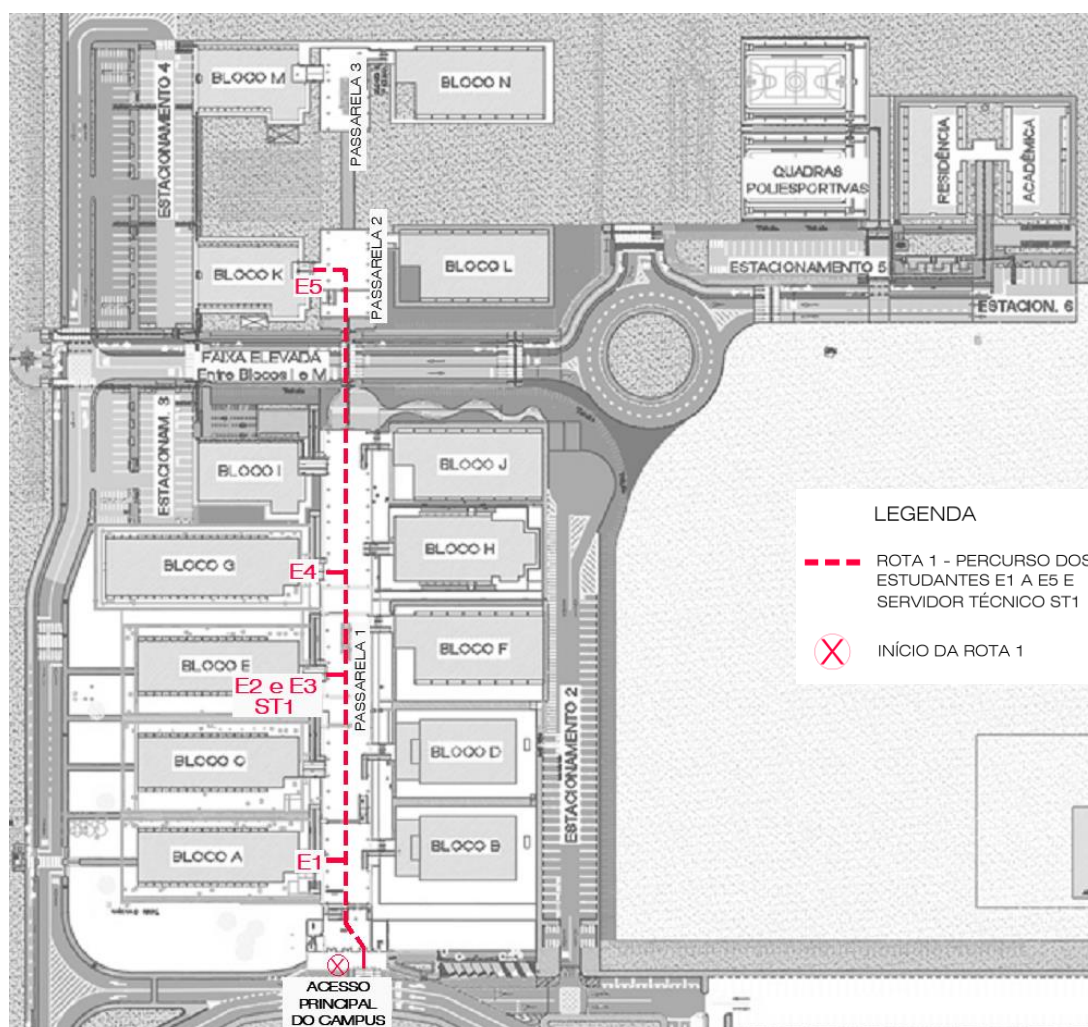 BLOCO M
PASSARELA 3
BLOCO N
ESTACIONAMENTO 4
QUADRAS
POLIESPORTIVAS
RESIDÊNCIA
ACADÊMICA
BLOCO K
E5
PASSARELA 2
BLOCO L
ESTACIONAMENTO 5
ESTACION. 6
FAIXA ELEVADA
Entre Blocos I e M
ESTACIONAM. 3
BLOCO I
BLOCO J
BLOCO G
E4
BLOCO H
BLOCO E
E2 e E3
ST1
PASSARELA 1
BLOCO F
BLOCO C
BLOCO D
ESTACIONAMENTO 2
BLOCO A
E1
BLOCO B
ACESSO
PRINCIPAL
DO CAMPUS
LEGENDA
ROTA 1 - PERCURSO DOS
ESTUDANTES E1 A E5 E
SERVIDOR TÉCNICO ST1
INÍCIO DA ROTA 1